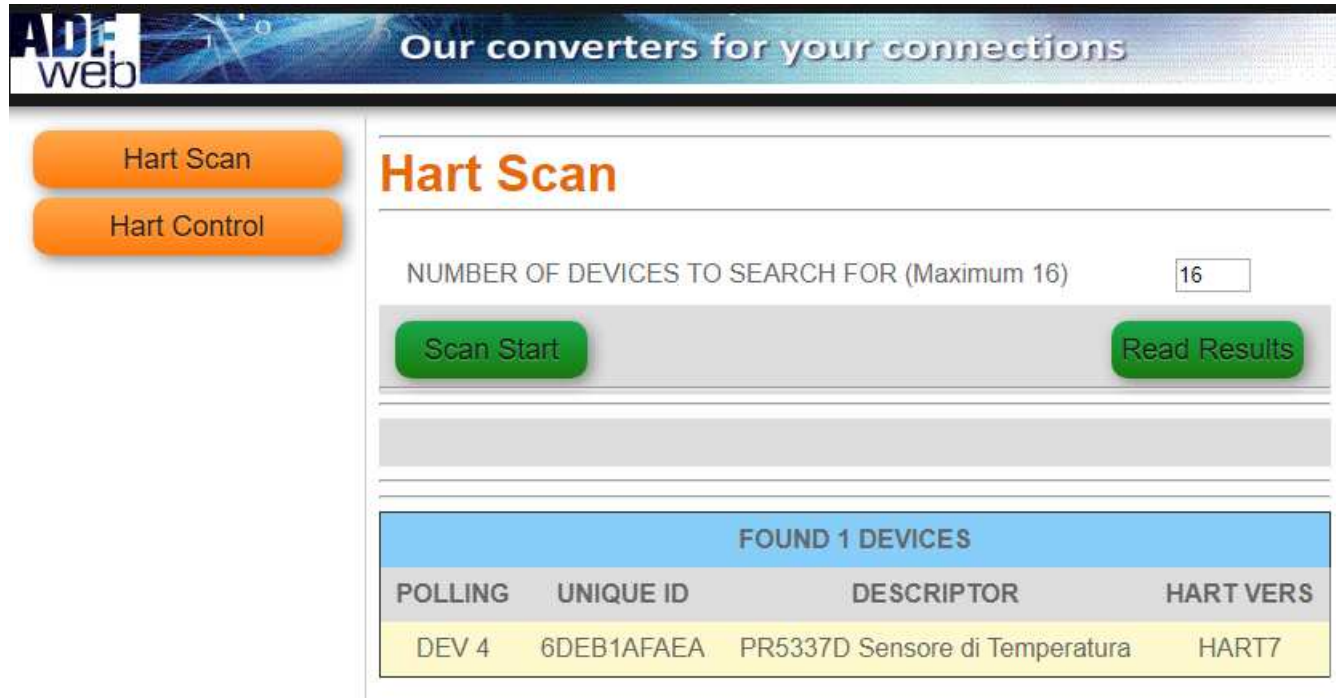 ADF
web
Our converters for your connections
Hart Scan
Hart Control
Hart Scan
NUMBER OF DEVICES TO SEARCH FOR (Maximum 16)
16
Scan Start
Read Results
FOUND 1 DEVICES
POLLING UNIQUE ID DESCRIPTOR HART VERS
DEV 4 6DEB1AFAEA PR5337D Sensore di Temperatura HART7